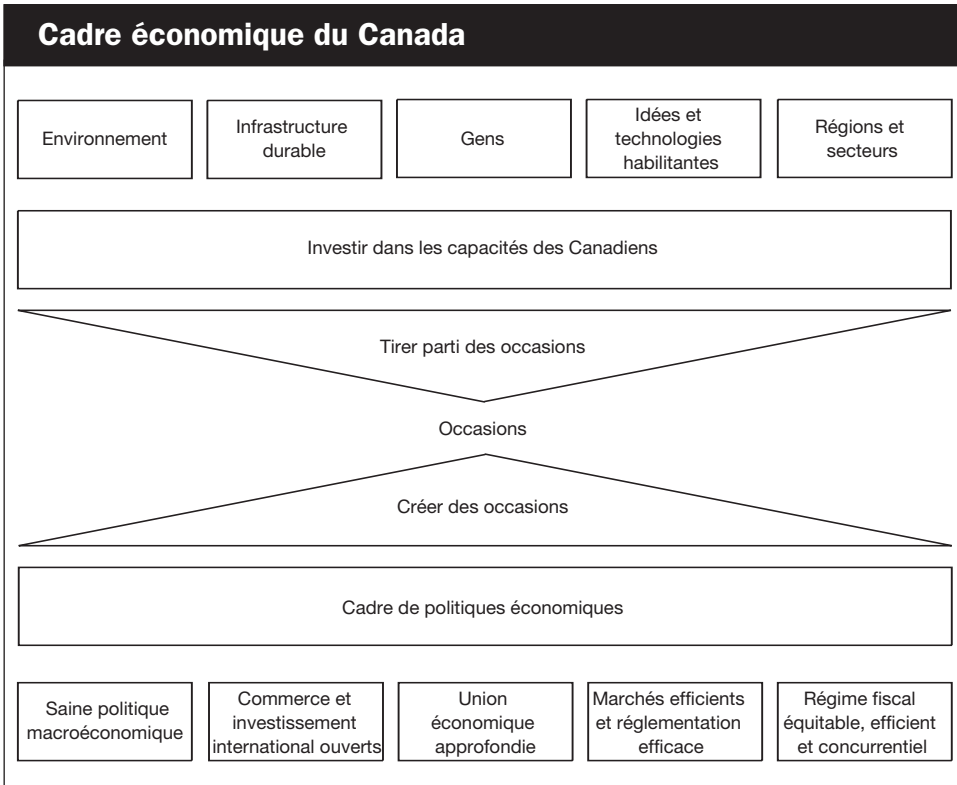 Cadre économique du Canada
Environnement
Infrastructure
durable
Gens
Idées et
technologies
habilitantes
Régions et
secteurs
Investir dans les capacités des Canadiens
Tirer parti des occasions
Occasions
Créer des occasions
Cadre de politiques économiques
Saine politique
macroéconomique
Commerce et
investissement
international ouverts
Union
économique
approfondie
Marchés efficients
et réglementation
efficace
Régime fiscal
équitable, efficient
et concurrentiel